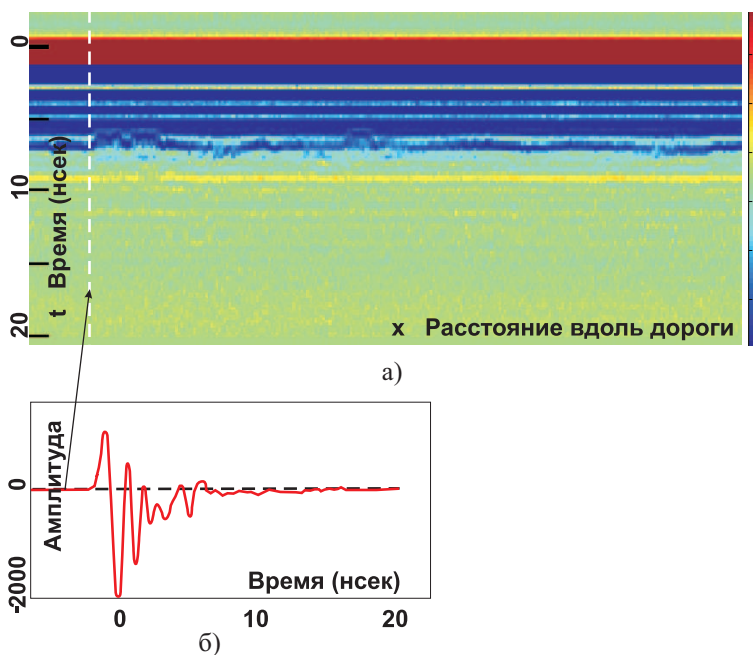 0
10
20
t Время (нсек)
x Расстояние вдоль дороги
а)
Амплитуда
0
-2000
Время (нсек)
0 10 20
б)